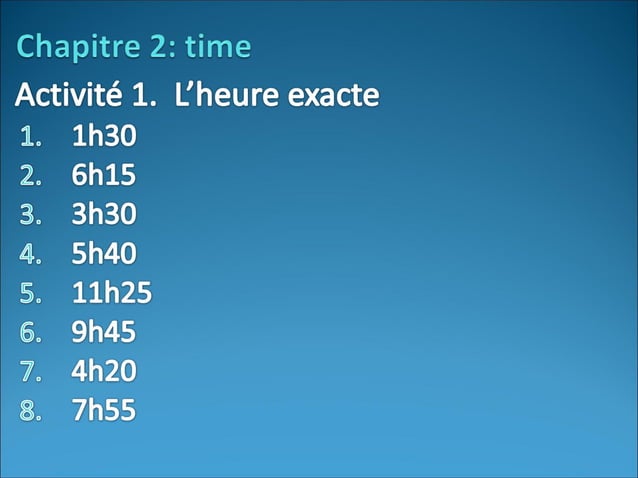 Chapitre 2: time
Activité 1. L’heure exacte
1. 1h30
2. 6h15
3. 3h30
4. 5h40
5. 11h25
6. 9h45
7. 4h20
8. 7h55